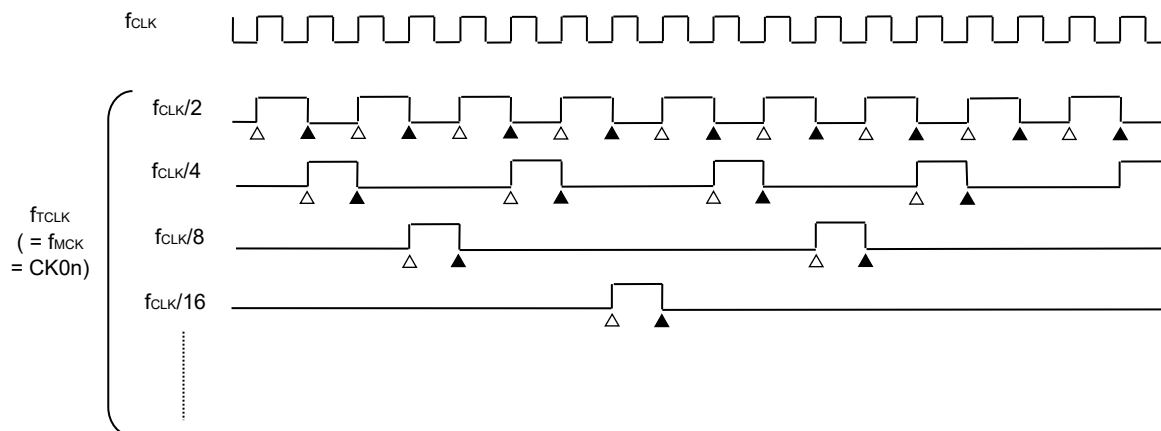 fCLK
fCLK/2
fCLK/4
fTCLK
( = fMCK
= CK0n)
fCLK/8
fCLK/16